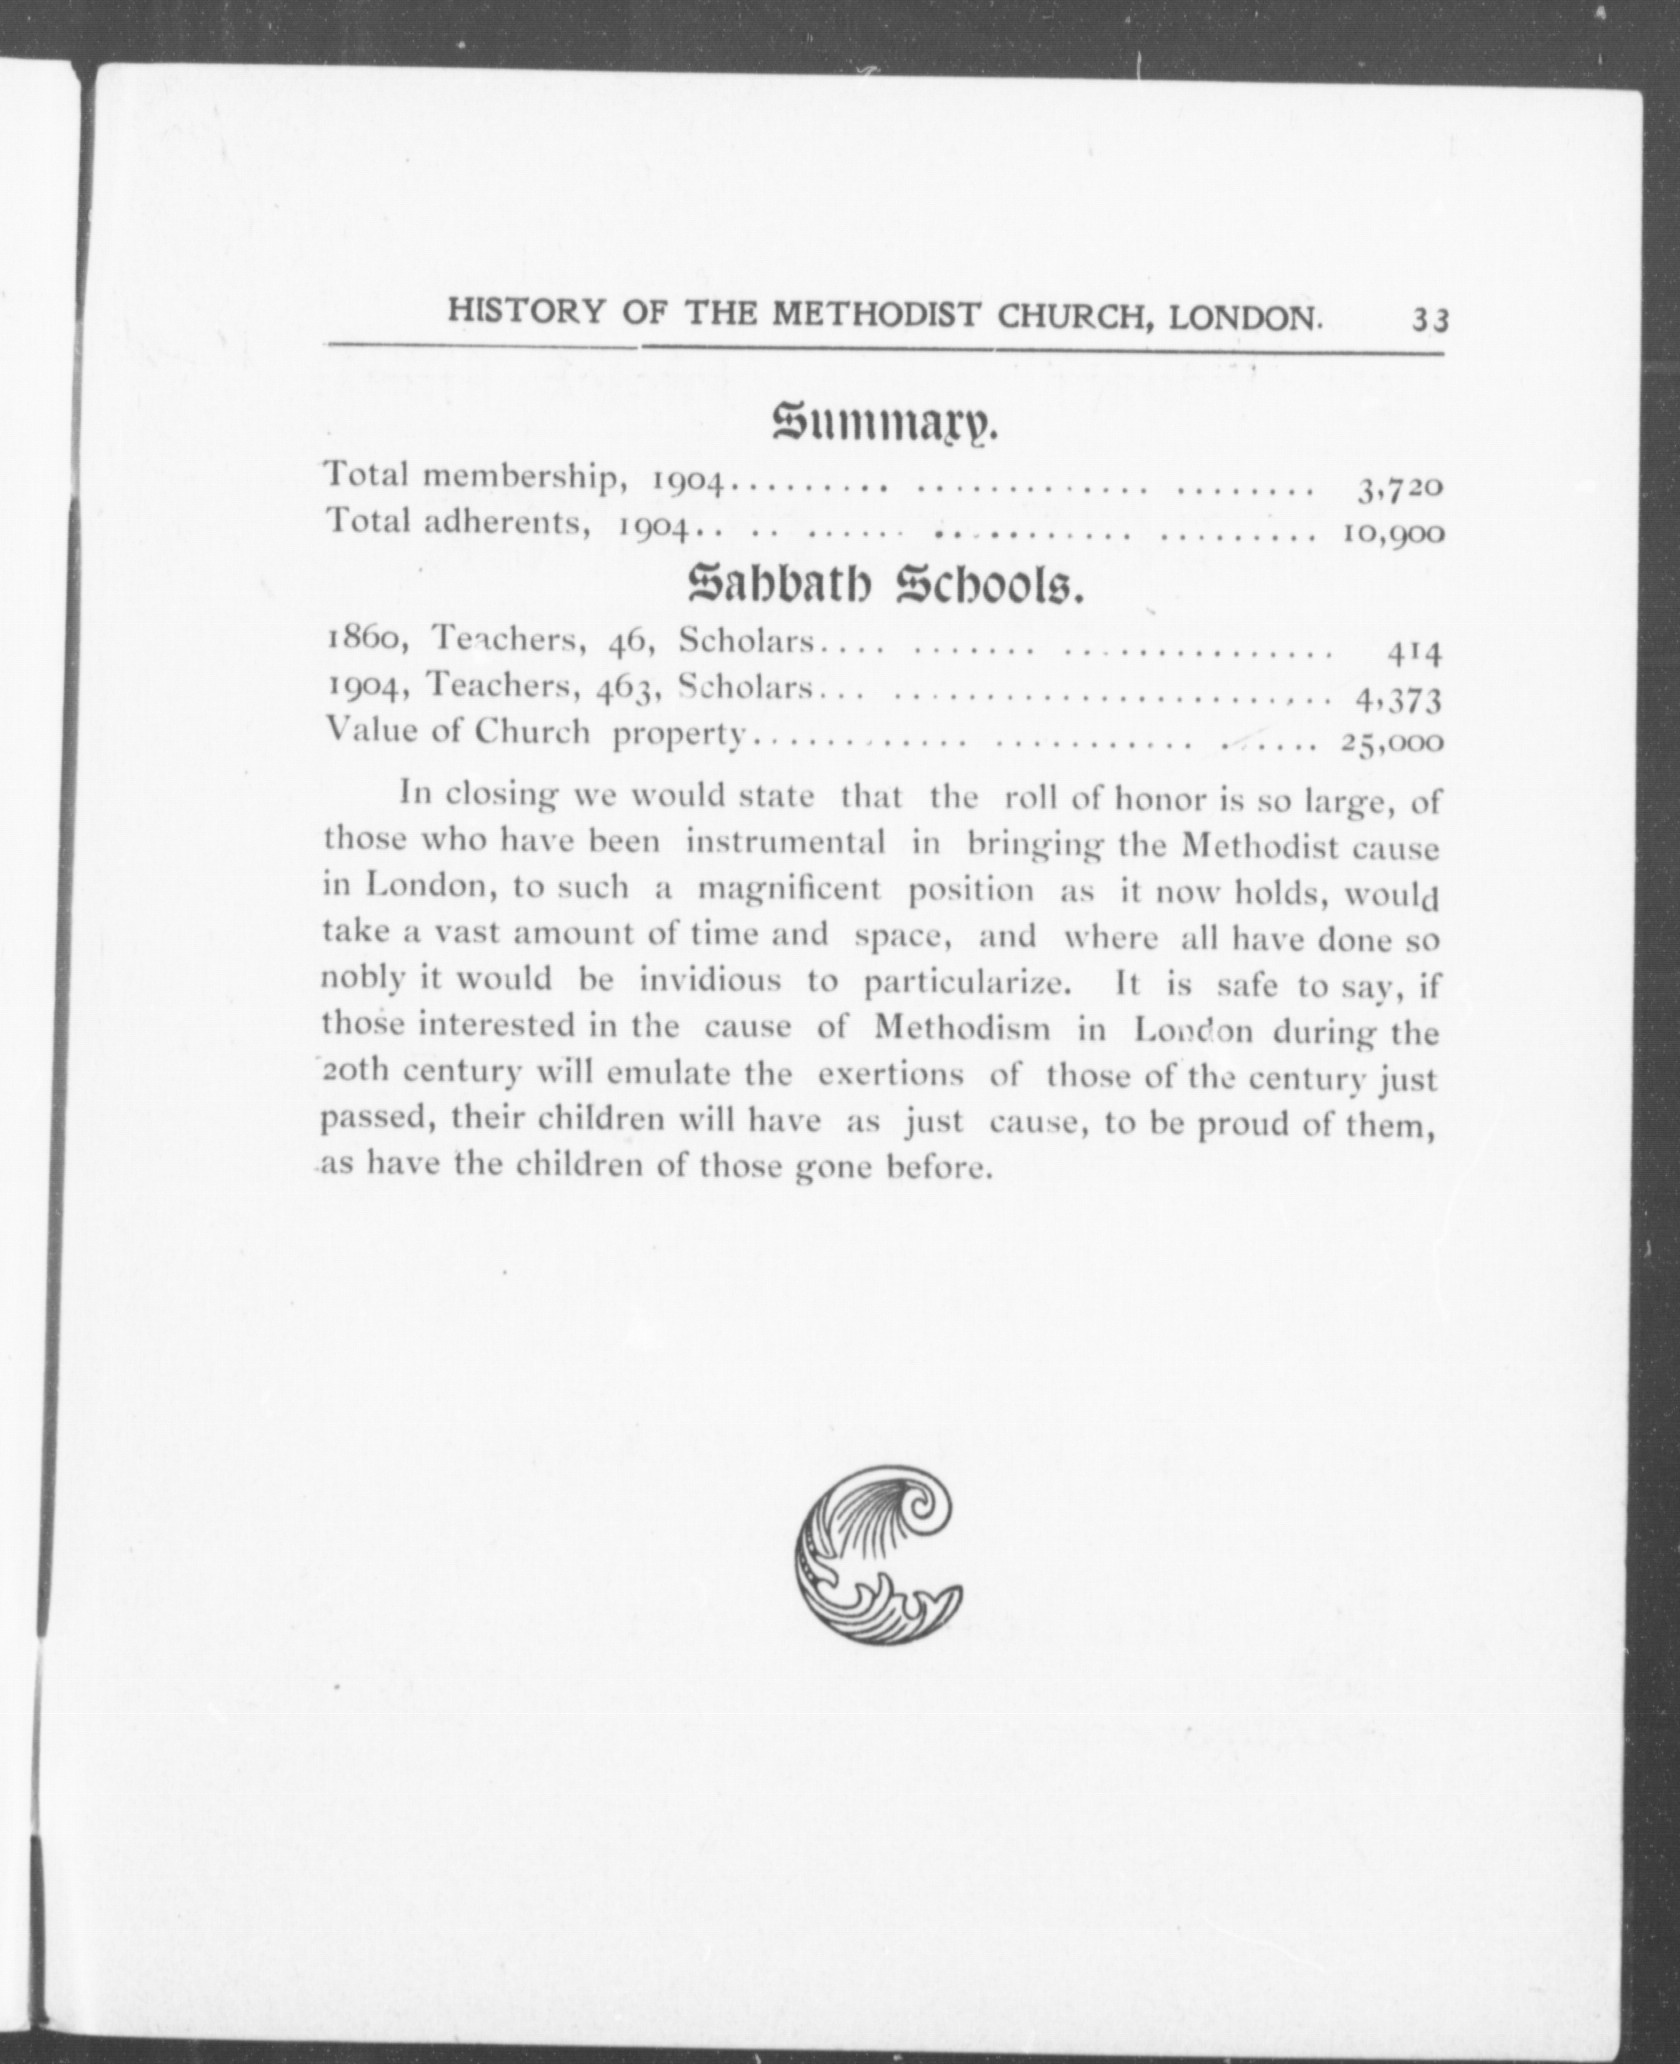 HISTORY OF THE METHODIST CHURCH, LONDON. 33
Summary.
Total membership, 1904......... ............. ........ 3,720
Total adherents, 1904.. .. ...... ........... ......... 10,900
Sabbath Schools.
1860, Teachers, 46, Scholars.... ....... ............... 414
1904, Teachers, 463, Scholars... ........................ 4,373
Value of Church property............ ........... ...... 25,000
In closing we would state that the roll of honor is so large, of
those who have been instrumental in bringing the Methodist cause
in London, to such a magnificent position as it now holds, would
take a vast amount of time and space, and where all have done so
nobly it would be invidious to particularize. It is safe to say, if
those interested in the cause of Methodism in London during the
20th century will emulate the exertions of those of the century just
passed, their children will have as just cause, to be proud of them,
as have the children of those gone before.